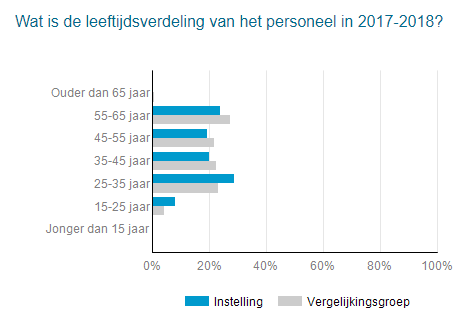 Wat is de leeftijdsverdeling van het personeel in 2017-2018?
Ouder dan 65 jaar
55-65 jaar
45-55 jaar
35-45 jaar
25-35 jaar
15-25 jaar
Jonger dan 15 jaar
0% 20% 40% 60% 80% 100%
Instelling Vergelijkingsgroep